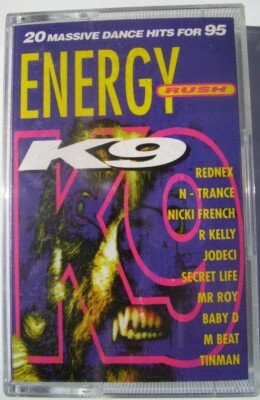 20 MASSIVE DANCE HITS FOR 95
ENERGY
RUSH
K9
K9
REDNEX
N - TRANCE
NICKI FRENCH
R KELLY
JODECI
SECRET LIFE
MR ROY
BABY D
M BEAT
TINMAN